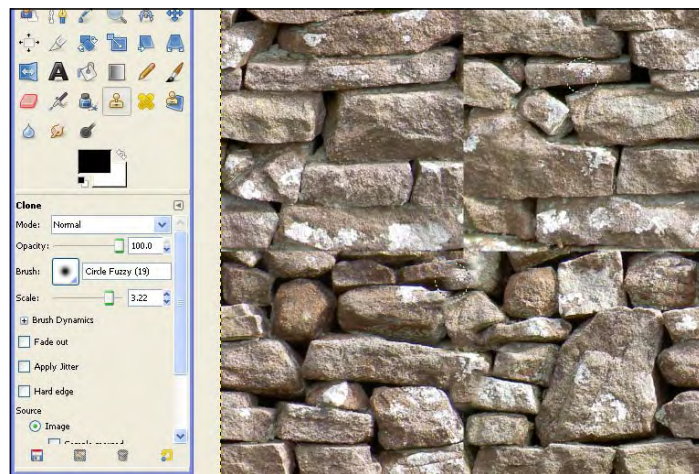 Clone
Mode: Normal
Opacity: 100.0
Brush: Circle Fuzzy (19)
Scale: 3.22
Brush Dynamics
Fade out
Apply Jitter
Hard edge
Source
Image